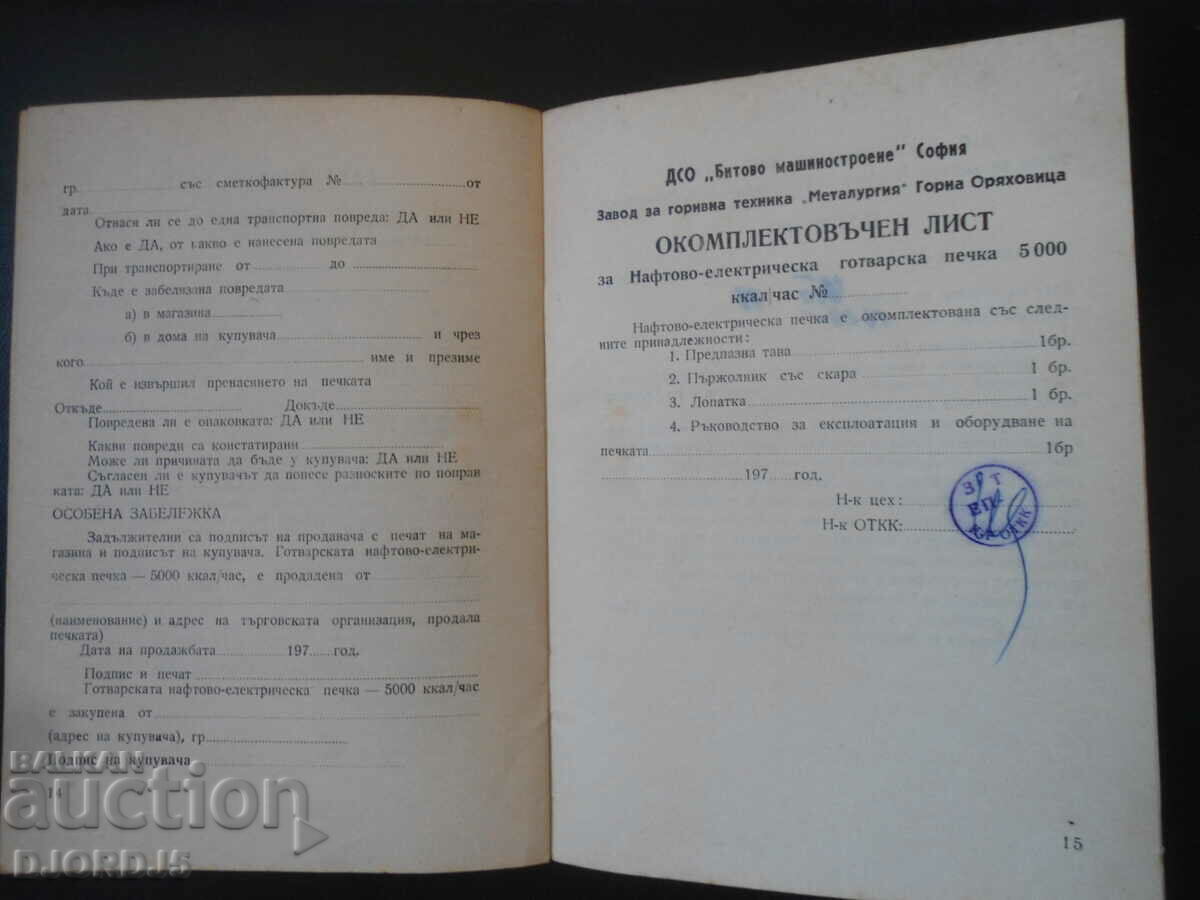 гр. със сметкофактура № от
дата
Отнася ли се до една транспортна повреда: ДА или НЕ
Ако е ДА, от какво е нанесена повредата
При транспортиране от до
Къде е забелязана повредата
а) в магазина
б) в дома на купувача и чрез
кого име и презиме
Кой е извършил пренасянето на печката
Откъде Докъде
Повредена ли е опаковката: ДА или НЕ
Какви повреди са констатирани
Може ли причината да бъде у купувача: ДА или НЕ
Съгласен ли е купувачът да понесе разноските по поправ
ката: ДА или НЕ
ОСОБЕНА ЗАБЕЛЕЖКА
Задължителни са подписът на продавача с печат на ма-
газина и подписът на купувача. Готварската нафтово-електри-
ческа печка — 5000 ккал/час, е продадена от
(наименование) и адрес на търговската организация, продала
печката)
Дата на продажбата 197 год.
Подпис и печат
Готварската нафтово-електрическа печка — 5000 ккал/час
е закупена от
(адрес на купувача), гр.
Подпис на купувача
14
ДСО „Битово машиностроене" София
Завод за горивна техника „Металургия" Горна Оряховица
ОКОМПЛЕКТОВЪЧЕН ЛИСТ
за Нафтово-електрическа готварска печка 5 000
ккал/час №
Нафтово-електрическа печка е окомплектована със след-
ните принадлежности:
1. Предпазна тава 1бр.
2. Пържолник със скара 1 бр.
3. Лопатка 1 бр.
4. Ръководство за експлоатация и оборудване на
печката 1бр
197 год.
Н-к цех:
Н-к ОТКК:
ОТКК
15
BALKAN
auction
DJORDJ5